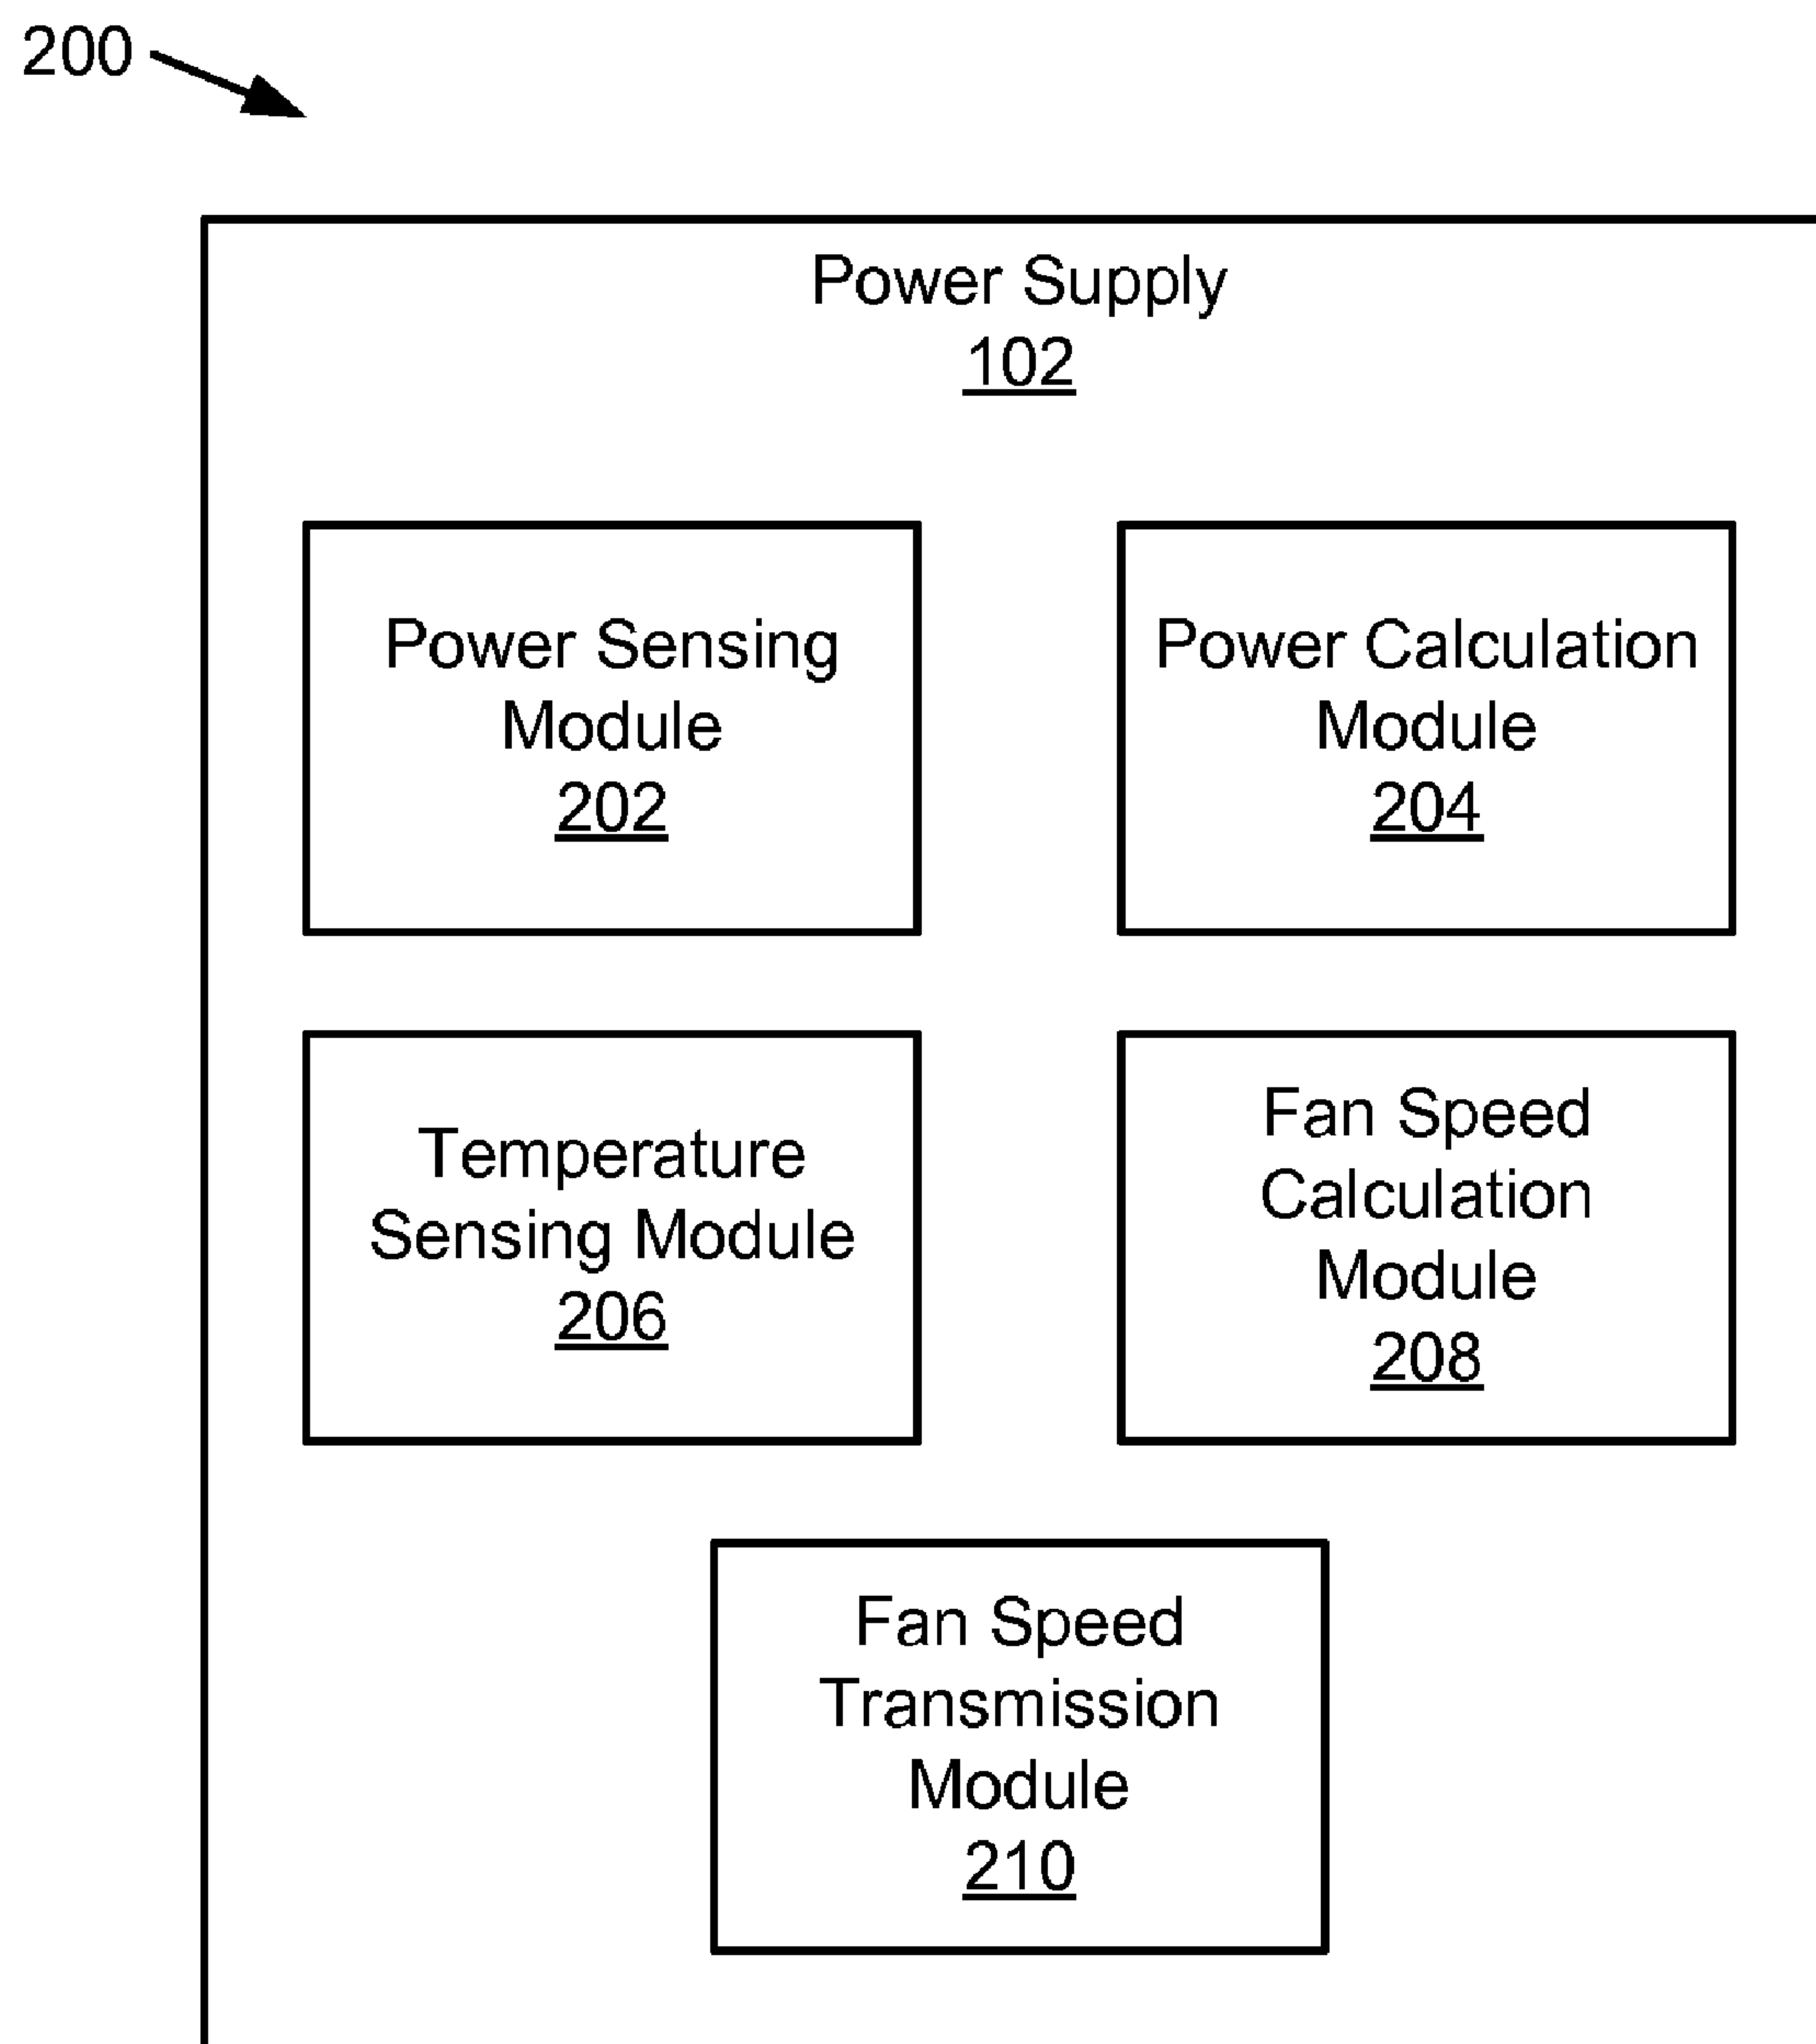 200
Power Supply
102
Power Sensing
Module
202
Power Calculation
Module
204
Temperature
Sensing Module
206
Fan Speed
Calculation
Module
208
Fan Speed
Transmission
Module
210